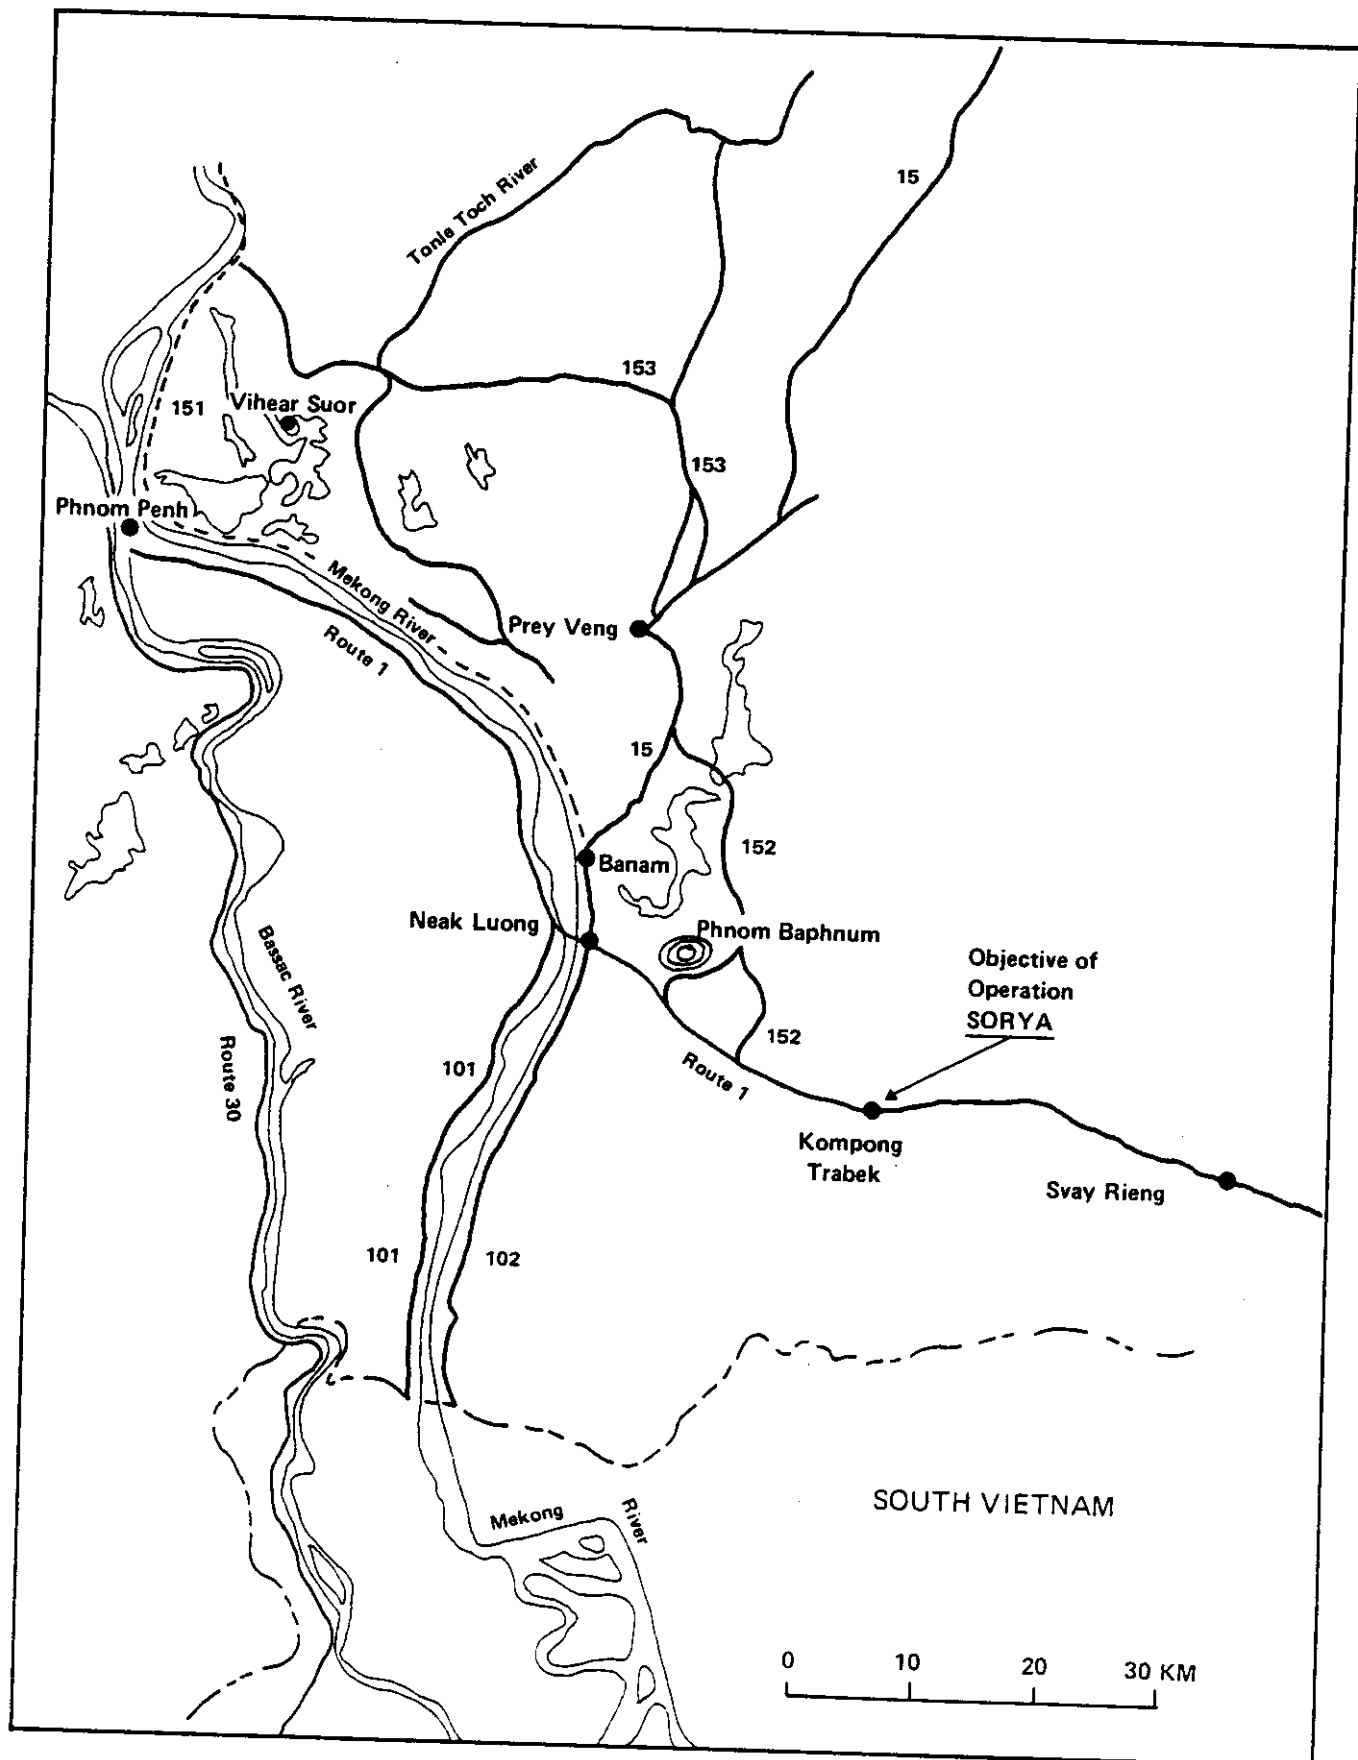 Tonle Toch River
15
153
151
Vihear Suor
153
Phnom Penh
Mekong River
Route 1
Prey Veng
15
152
Banam
Neak Luong
Phnom Baphnum
Bassac River
Objective of
Operation
SORYA
Route 30
101
152
Route 1
Kompong
Trabek
Svay Rieng
101
102
SOUTH VIETNAM
Mekong
River
0
10
20
30 KM